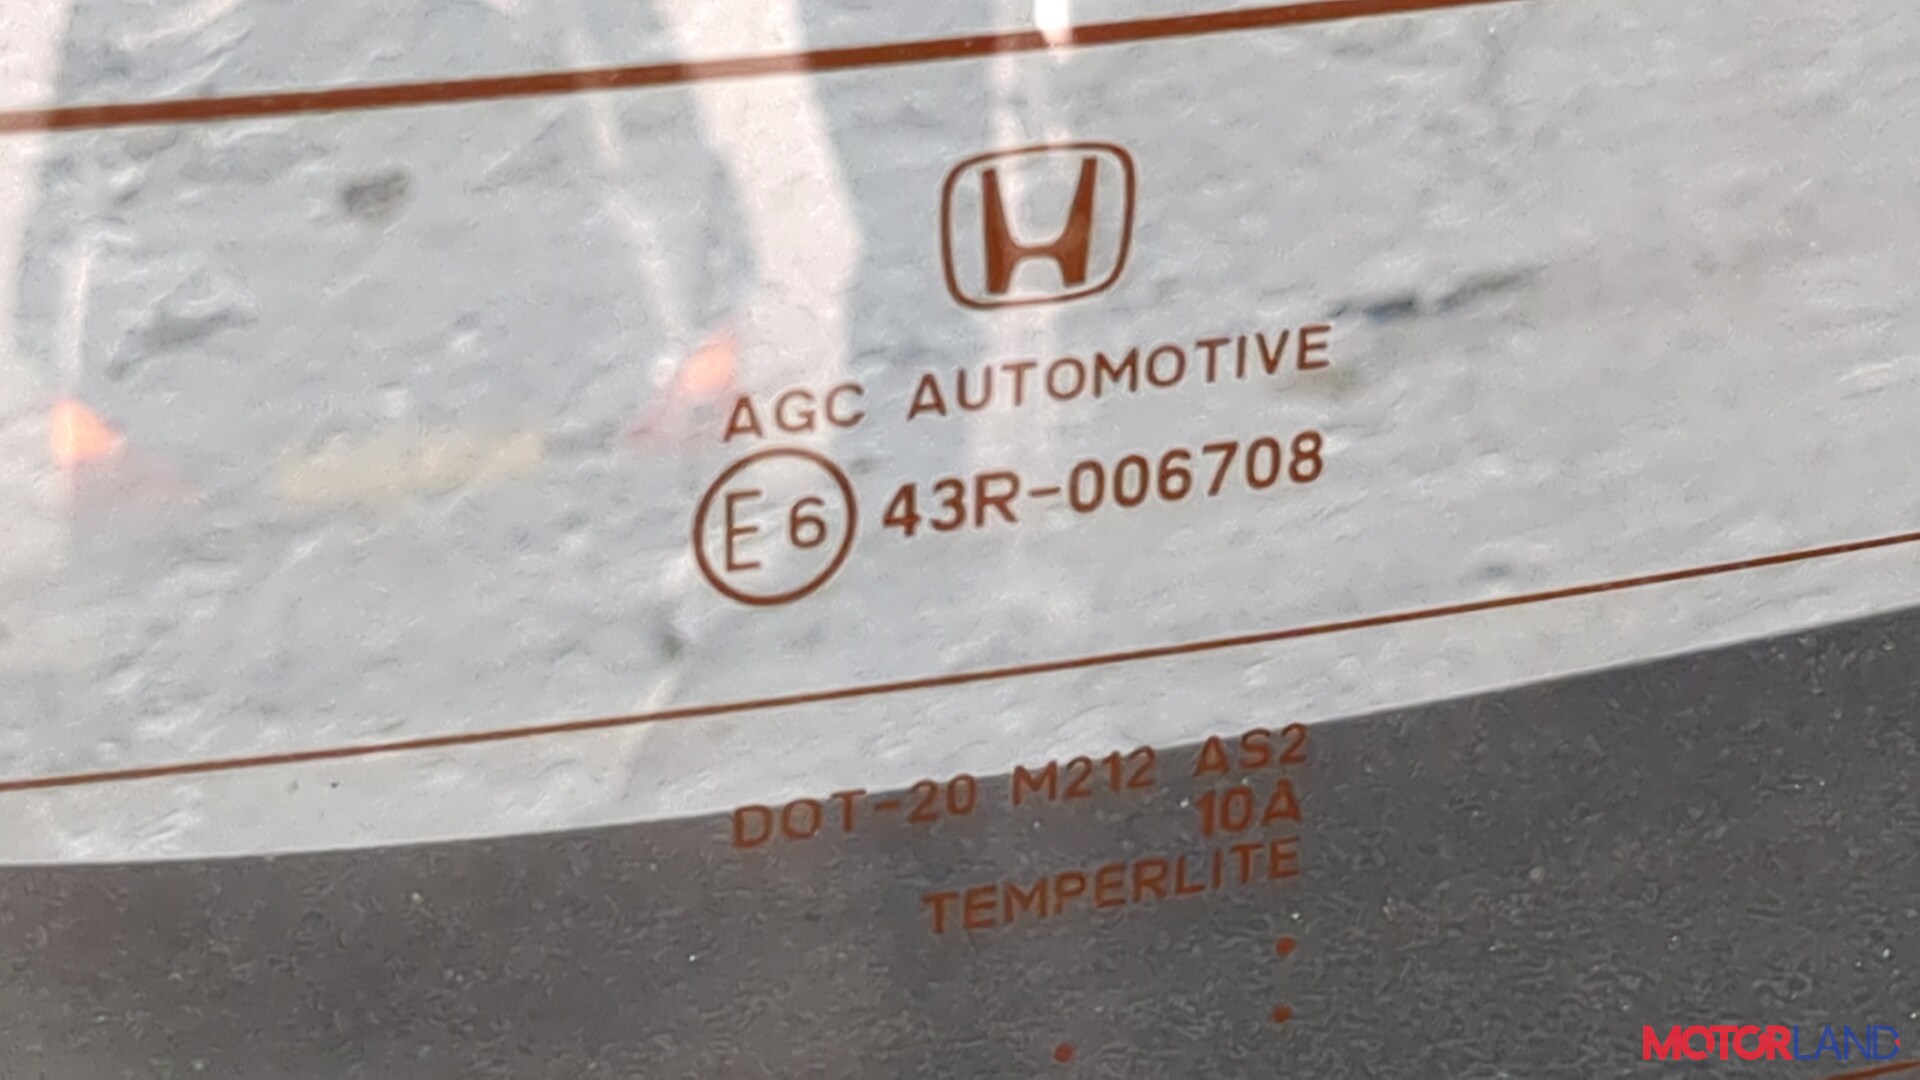 AGC AUTOMOTIVE
E6 43R-006708
DOT-20 M212 AS2
10A
TEMPERLITE
MOTORLAND